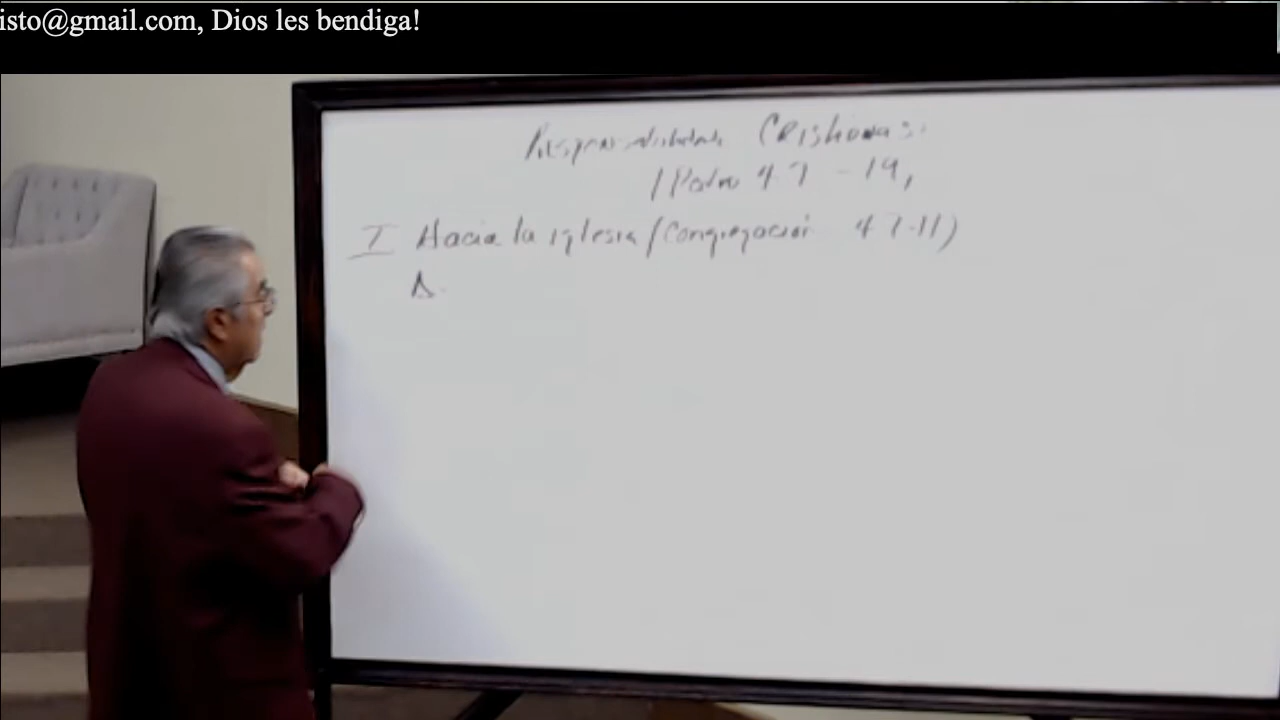 isto@gmail.com, Dios les bendiga!
Responsabilidades Cristianas:
1 Pedro 4:7 - 19,
I Hacia la iglesia/Congregación 4 7-11)
A.